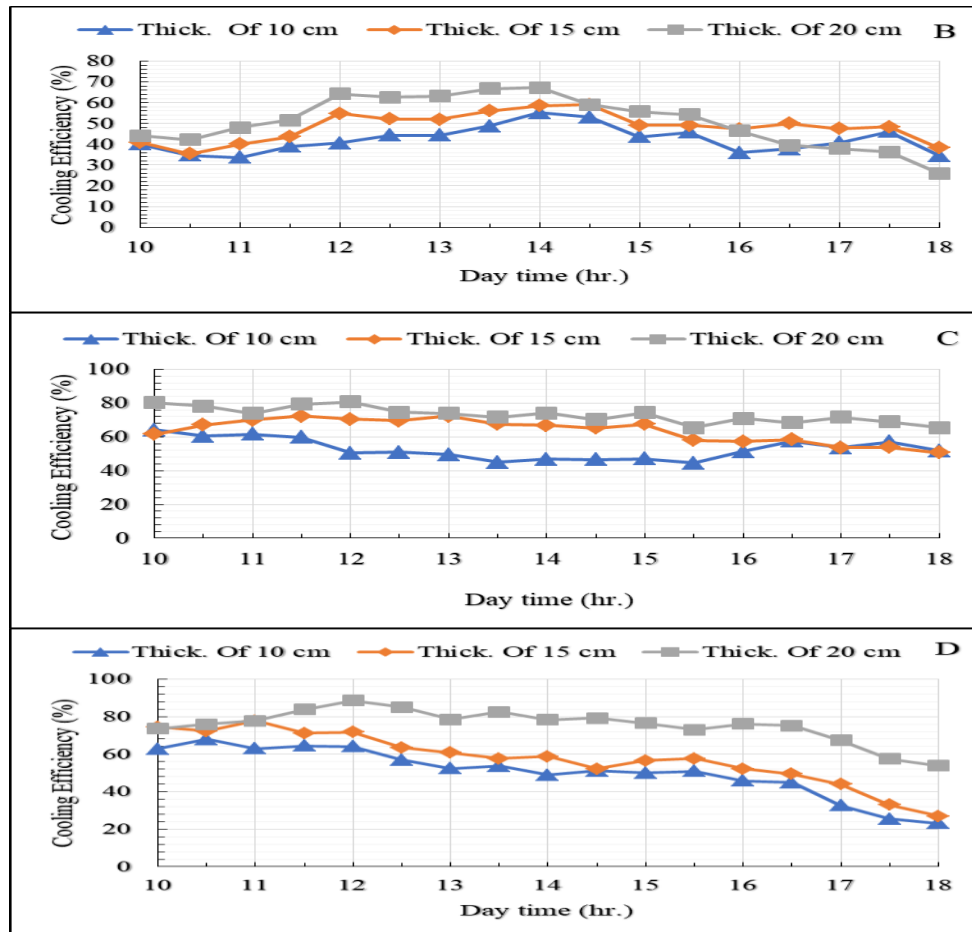 Thick. Of 10 cm Thick. Of 15 cm Thick. Of 20 cm B
Cooling Efficiency (%)
80
70
60
50
40
30
20
10
0
10 11 12 13 14 15 16 17 18
Day time (hr.)
Thick. Of 10 cm Thick. Of 15 cm Thick. Of 20 cm C
Cooling Efficiency (%)
100
80
60
40
20
0
10 11 12 13 14 15 16 17 18
Day time (hr.)
Thick. Of 10 cm Thick. Of 15 cm Thick. Of 20 cm D
Cooling Efficiency (%)
100
80
60
40
20
0
10 11 12 13 14 15 16 17 18
Day time (hr.)